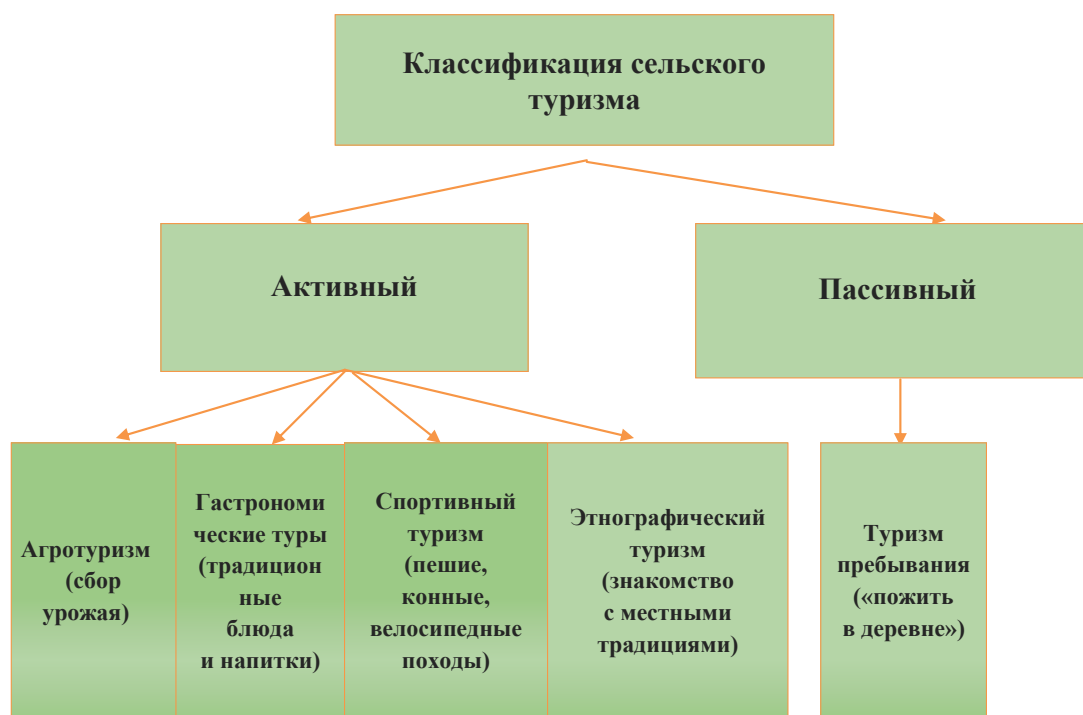 Классификация сельского
туризма
Активный
Пассивный
Агротуризм
(сбор
урожая)
Гастрономи
ческие туры
(традицион
ные
блюда
и напитки)
Спортивный
туризм
(пешие,
конные,
велосипедные
походы)
Этнографический
туризм
(знакомство
с местными
традициями)
Туризм
пребывания
(«пожить
в деревне»)